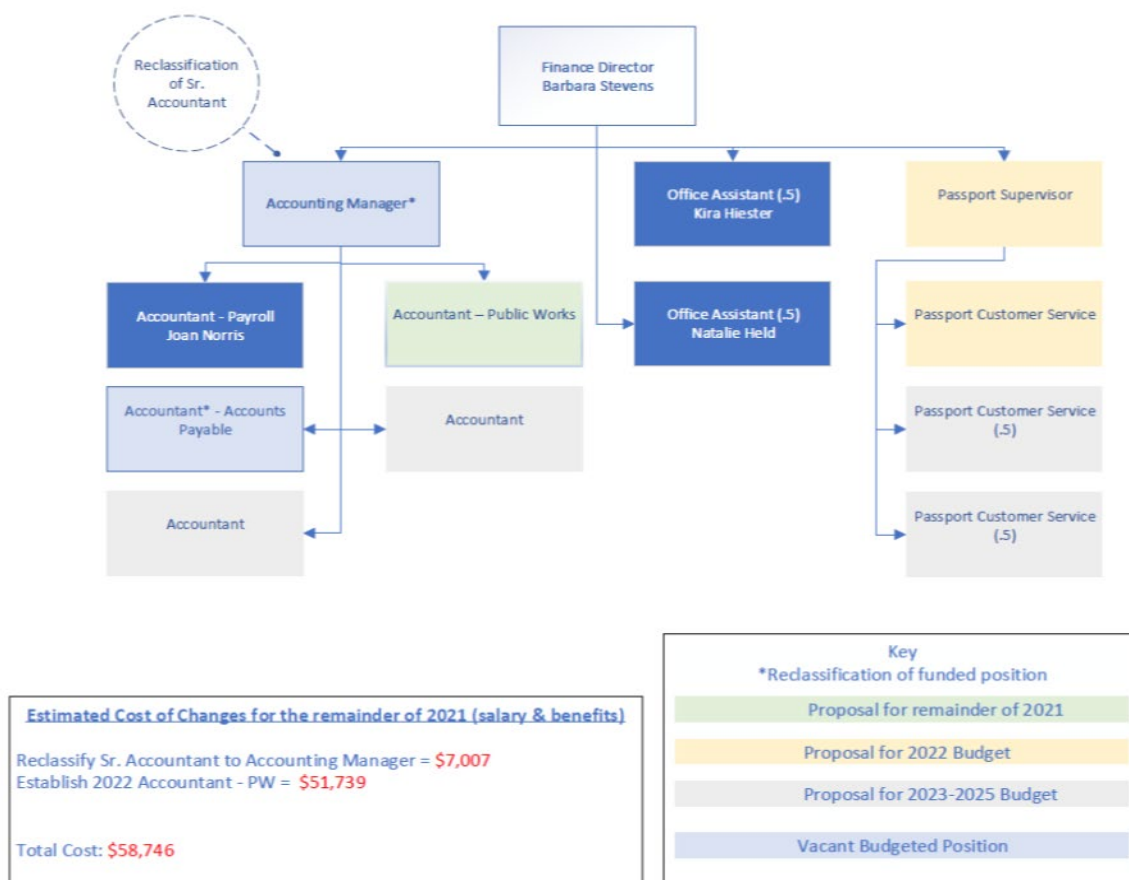 Reclassification
of Sr.
Accountant
Finance Director
Barbara Stevens
Accounting Manager*
Office Assistant (.5)
Kira Hiester
Passport Supervisor
Accountant - Payroll
Joan Norris
Accountant – Public Works
Office Assistant (.5)
Natalie Held
Passport Customer Service
Accountant* - Accounts
Payable
Accountant
Passport Customer Service
(.5)
Accountant
Passport Customer Service
(.5)
Estimated Cost of Changes for the remainder of 2021 (salary & benefits)
Reclassify Sr. Accountant to Accounting Manager = $7,007
Establish 2022 Accountant - PW = $51,739
Total Cost: $58,746
Key
*Reclassification of funded position
Proposal for remainder of 2021
Proposal for 2022 Budget
Proposal for 2023-2025 Budget
Vacant Budgeted Position